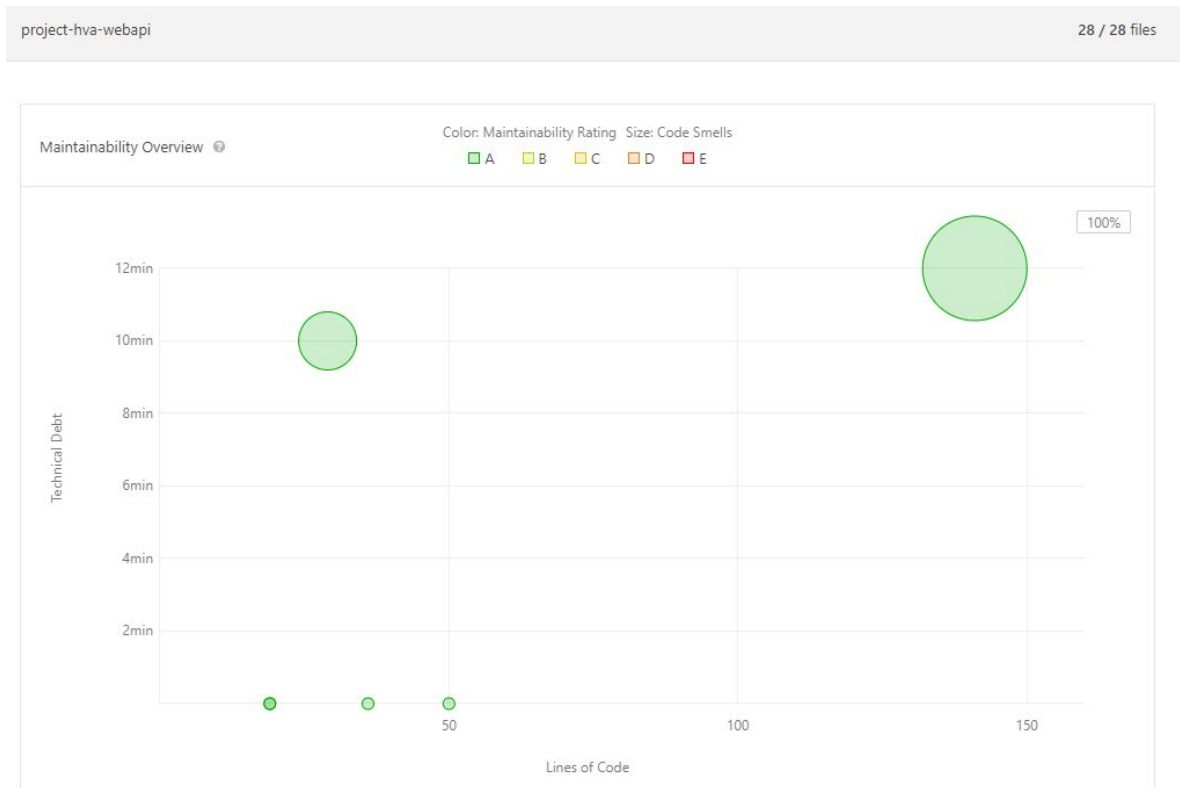 project-hva-webapi 28 / 28 files
Maintainability Overview ?
Color: Maintainability Rating Size: Code Smells
A B C D E
100%
12min
10min
8min
6min
4min
2min
Technical Debt
50 100 150
Lines of Code